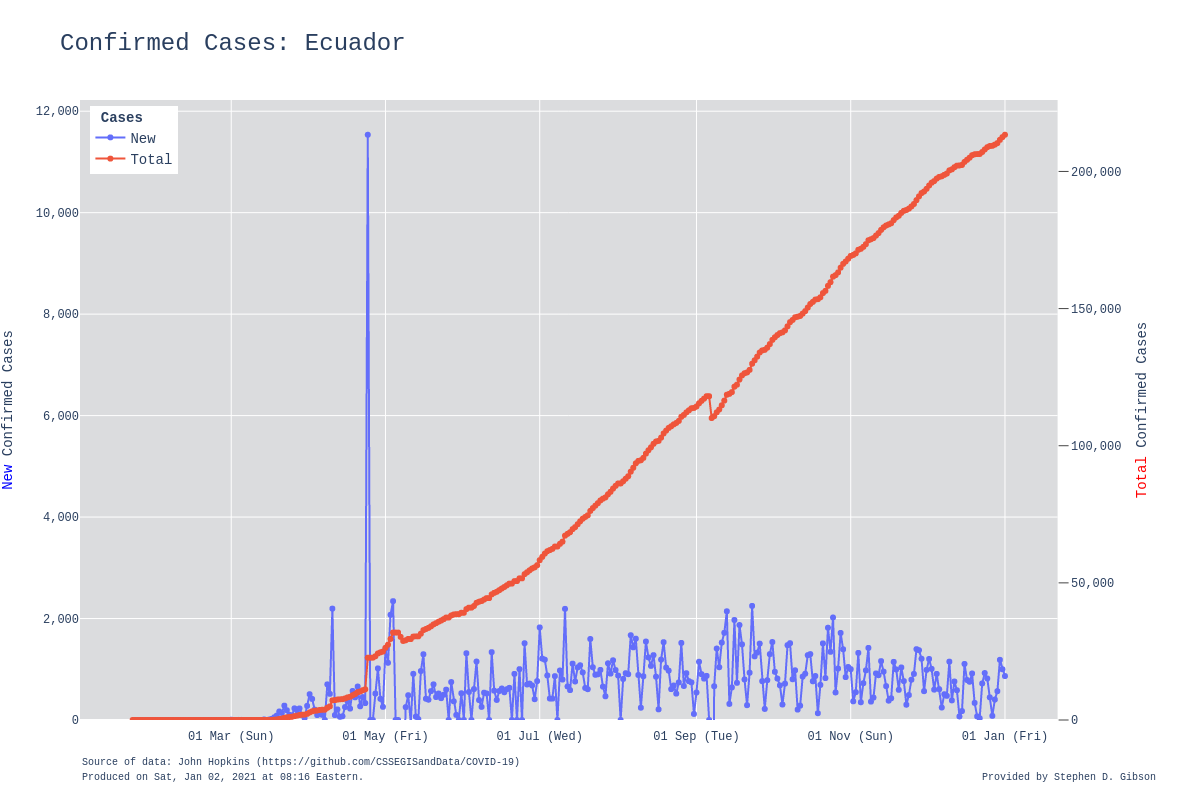 Confirmed Cases: Ecuador
Cases
New
Total
12,000
10,000
8,000
6,000
4,000
2,000
0
New Confirmed Cases
200,000
150,000
100,000
50,000
0
Total Confirmed Cases
01 Mar (Sun)
01 May (Fri)
01 Jul (Wed)
01 Sep (Tue)
01 Nov (Sun)
01 Jan (Fri)
Source of data: John Hopkins (https://github.com/CSSEGISandData/COVID-19)
Produced on Sat, Jan 02, 2021 at 08:16 Eastern.
Provided by Stephen D. Gibson